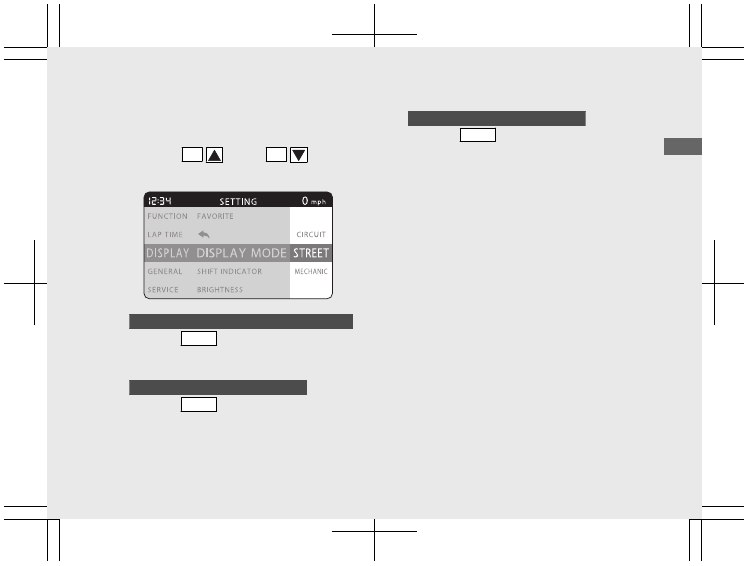 12:34 SETTING 0 mph
FUNCTION FAVORITE
LAP TIME CIRCUIT
DISPLAY DISPLAY MODE STREET
GENERAL SHIFT INDICATOR MECHANIC
SERVICE BRIGHTNESS